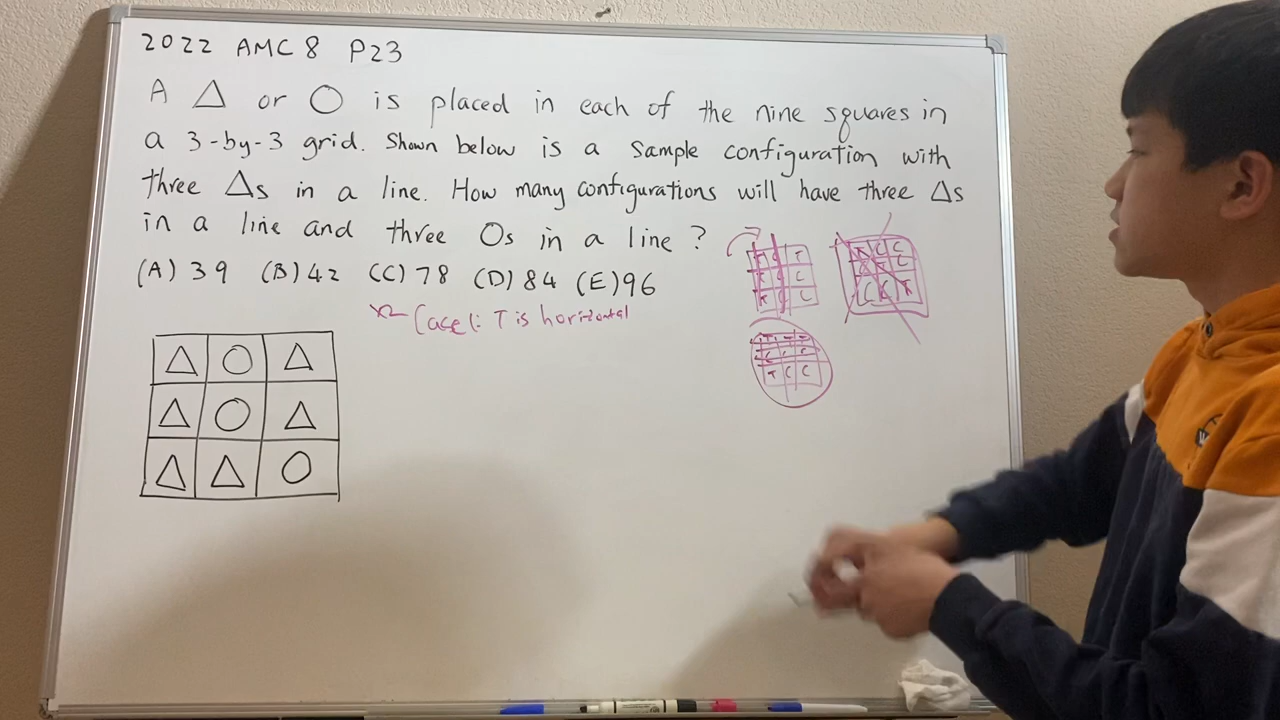 2022 AMC 8 P23
A △ or ○ is placed in each of the nine squares in
a 3-by-3 grid. Shown below is a sample configuration with
three △s in a line. How many configurations will have three △s
in a line and three Os in a line?
(A) 39 (B) 42 (C) 78 (D) 84 (E) 96
Case 1: T is horizontal
△ ○ △
△ ○ △
△ △ ○
T C C